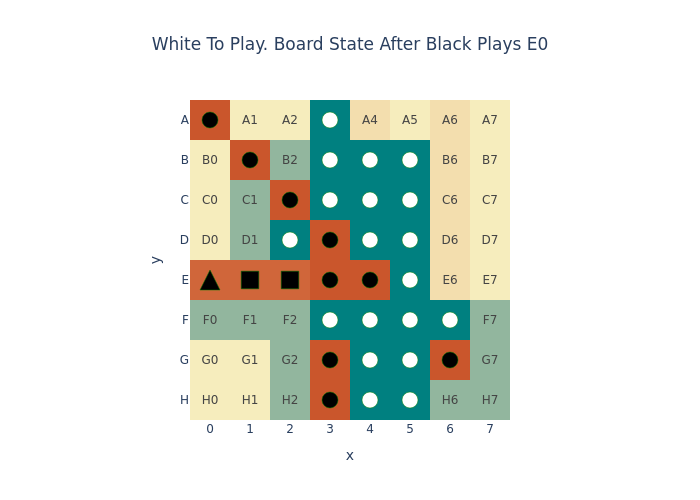 White To Play. Board State After Black Plays E0
A A1 A2 A4 A5 A6 A7
B B0 B2 B6 B7
C C0 C1 C6 C7
D D0 D1 D6 D7
E E6 E7
F F0 F1 F2 F7
G G0 G1 G2 G7
H H0 H1 H2 H6 H7
0 1 2 3 4 5 6 7
x
y